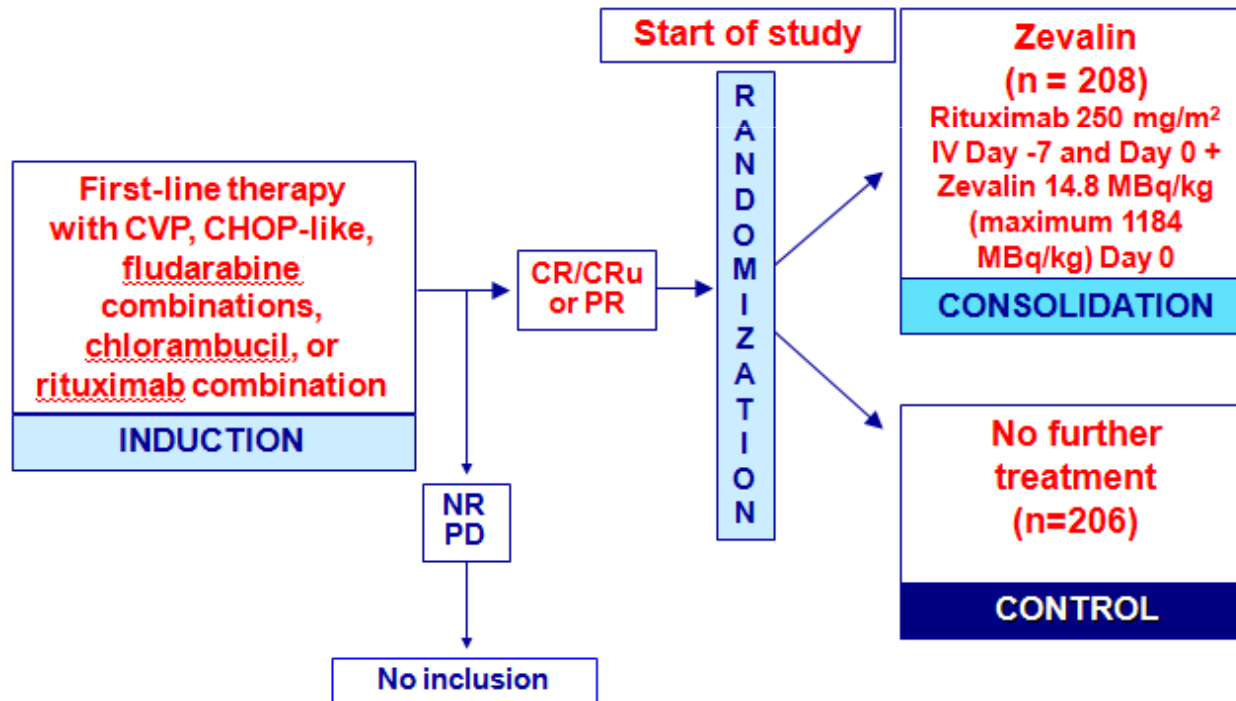 Start of study
First-line therapy
with CVP, CHOP-like,
fludarabine
combinations,
chlorambucil, or
rituximab combination
INDUCTION
CR/CRu
or PR
NR
PD
No inclusion
RANDOMIZATION
Zevalin
(n = 208)
Rituximab 250 mg/m²
IV Day -7 and Day 0 +
Zevalin 14.8 MBq/kg
(maximum 1184
MBq/kg) Day 0
CONSOLIDATION
No further
treatment
(n=206)
CONTROL